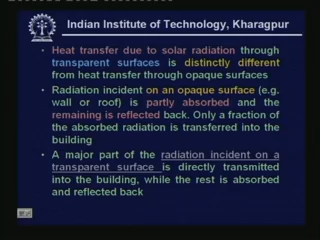 Indian Institute of Technology, Kharagpur
• Heat transfer due to solar radiation through
transparent surfaces is distinctly different
from heat transfer through opaque surfaces
• Radiation incident on an opaque surface (e.g.
wall or roof) is partly absorbed and the
remaining is reflected back. Only a fraction of
the absorbed radiation is transferred into the
building
• A major part of the radiation incident on a
transparent surface is directly transmitted
into the building, while the rest is absorbed
and reflected back